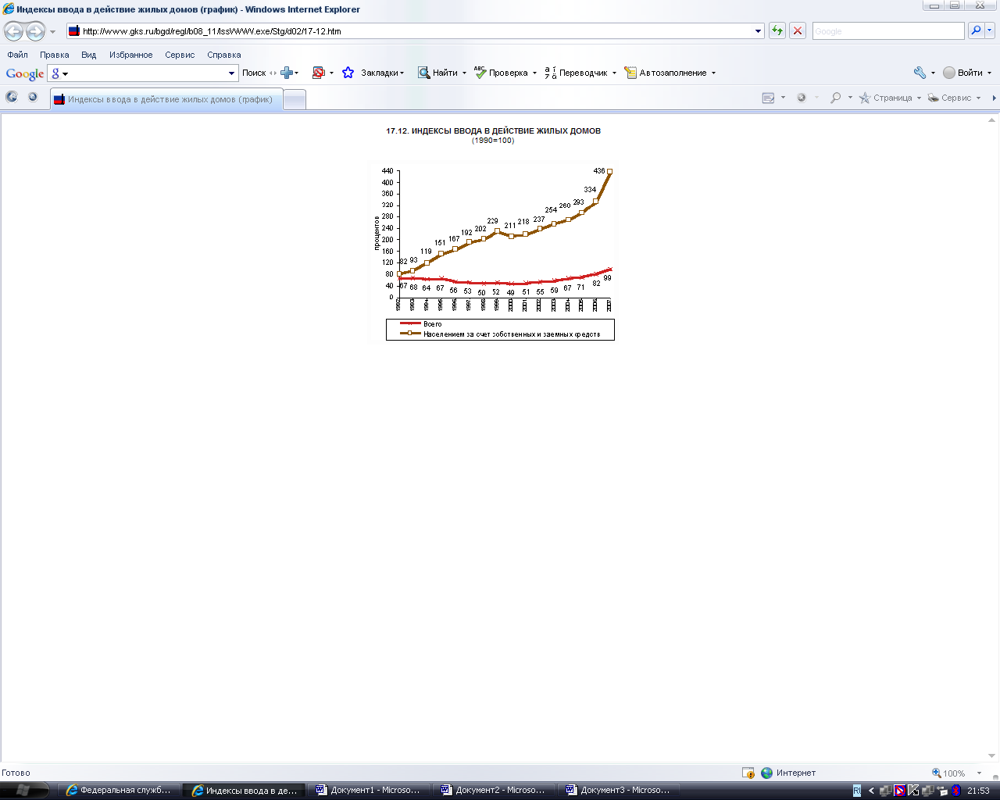 Индексы ввода в действие жилых домов (график) - Windows Internet Explorer
http://www.gks.ru/bgd/regl/b08_11/IssWWW.exe/Stg/d02/17-12.htm
Google
Файл Правка Вид Избранное Сервис Справка
Google g Поиск Закладки Найти ABC Проверка Переводчик Автозаполнение Войти
Индексы ввода в действие жилых домов (график) Страница Сервис
17.12. ИНДЕКСЫ ВВОДА В ДЕЙСТВИЕ ЖИЛЫХ ДОМОВ
(1990=100)
процентов
440
400
360
320
280
240
200
160
120
80
40
0
82 93 119 151 167 192 202 229 211 218 237 254 260 293 334 436
67 68 64 67 56 53 50 52 49 51 55 59 67 71 82 99
1992 1993 1994 1995 1996 1997 1998 1999 2000 2001 2002 2003 2004 2005 2006 2007
Всего
Населением за счет собственных и заемных средств
Готово Интернет 100%
Федеральная служб... Индексы ввода в де... Документ1 - Microso... Документ2 - Microso... Документ3 - Microso... RU 21:53